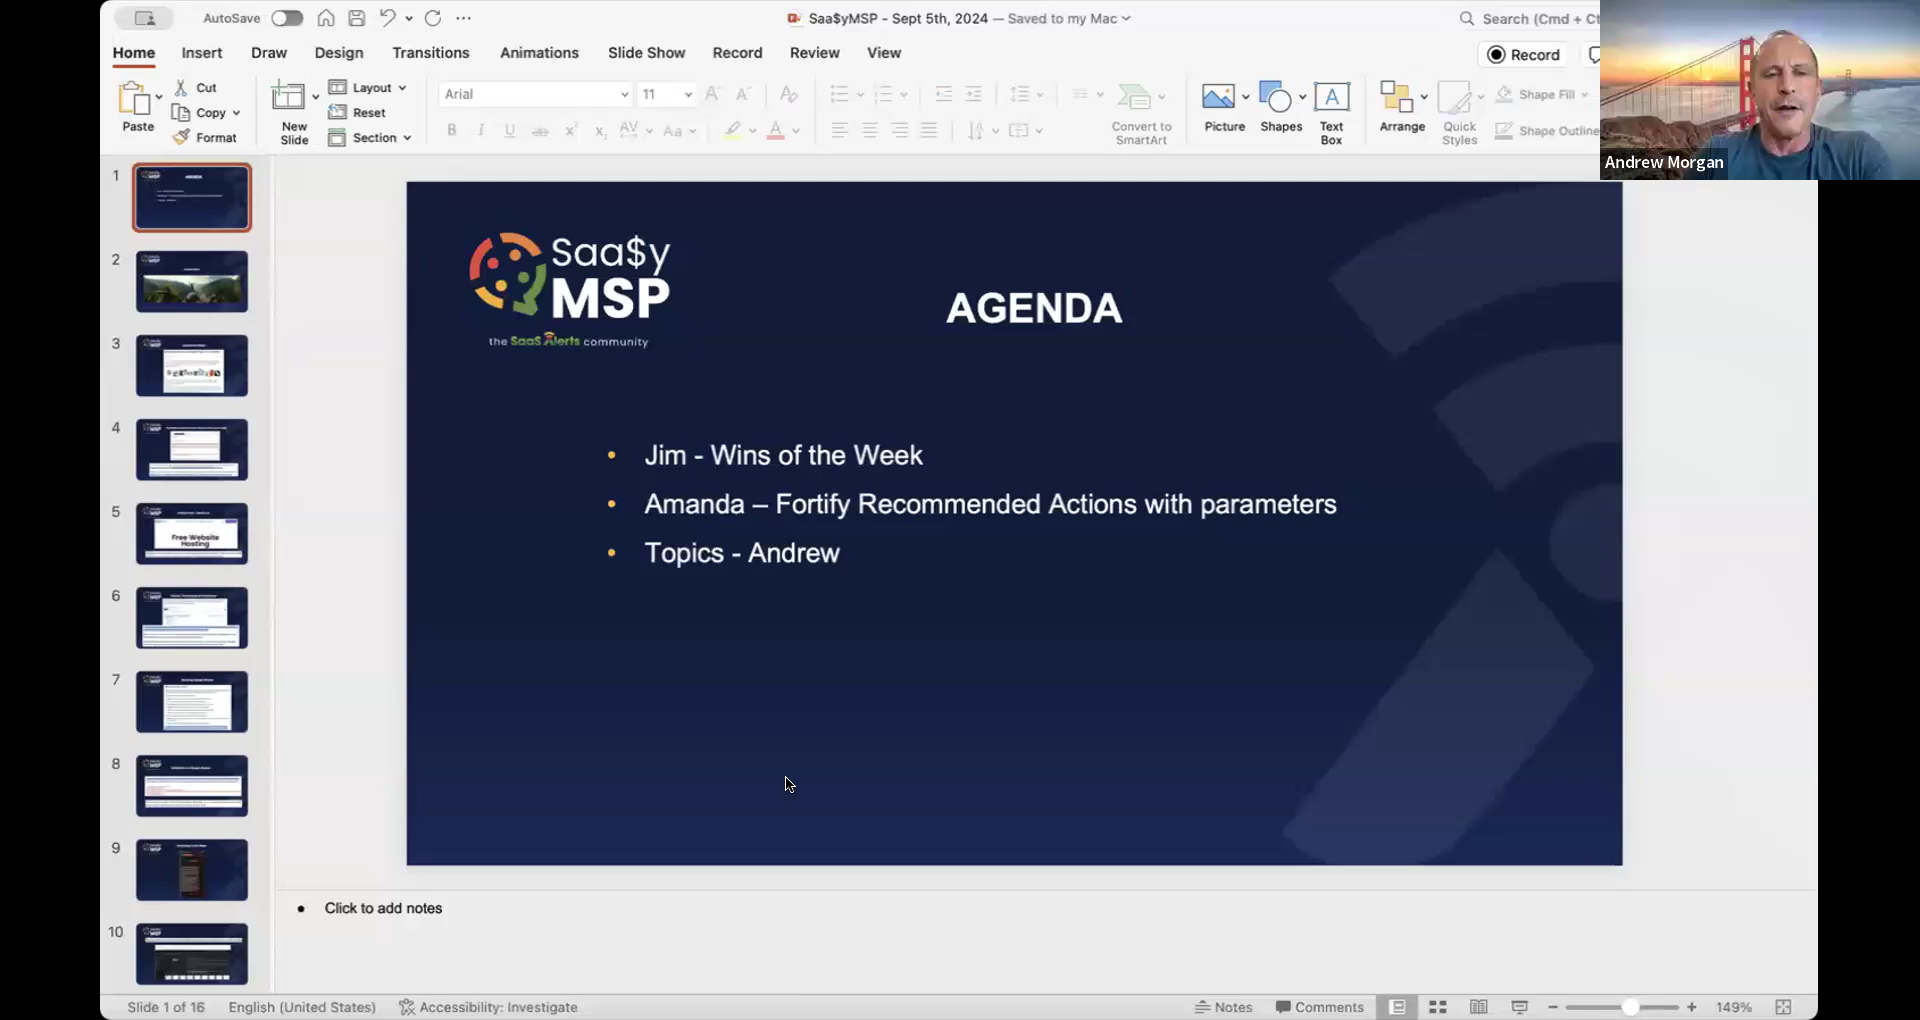 AutoSave
Saa$yMSP - Sept 5th, 2024 — Saved to my Mac
Search (Cmd + Ct
Home Insert Draw Design Transitions Animations Slide Show Record Review View
Record
Paste
Cut
Copy
Format
New
Slide
Layout
Reset
Section
Arial
11
Convert to
SmartArt
Picture
Shapes
Text
Box
Arrange
Quick
Styles
Shape Fill
Shape Outline
Andrew Morgan
1
2
3
4
5
Free Website
Hosting
6
7
8
9
10
Saa$y
MSP
the SaaS Alerts community
AGENDA
• Jim - Wins of the Week
• Amanda – Fortify Recommended Actions with parameters
• Topics - Andrew
• Click to add notes
Slide 1 of 16 English (United States) Accessibility: Investigate Notes Comments 149%